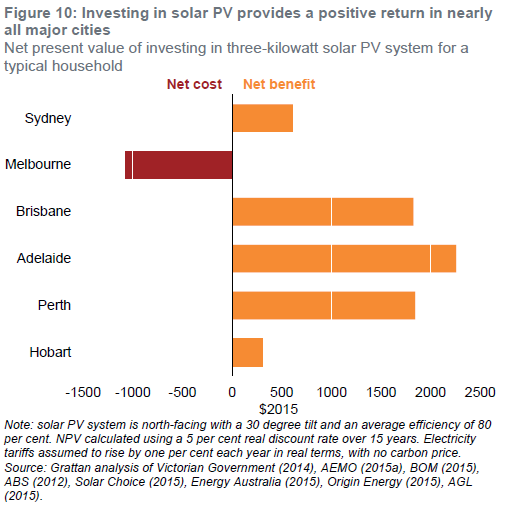 Figure 10: Investing in solar PV provides a positive return in nearly
all major cities
Net present value of investing in three-kilowatt solar PV system for a
typical household
Net cost Net benefit
Sydney
Melbourne
Brisbane
Adelaide
Perth
Hobart
-1500 -1000 -500 0 500 1000 1500 2000 2500
$2015
Note: solar PV system is north-facing with a 30 degree tilt and an average efficiency of 80
per cent. NPV calculated using a 5 per cent real discount rate over 15 years. Electricity
tariffs assumed to rise by one per cent each year in real terms, with no carbon price.
Source: Grattan analysis of Victorian Government (2014), AEMO (2015a), BOM (2015),
ABS (2012), Solar Choice (2015), Energy Australia (2015), Origin Energy (2015), AGL
(2015).